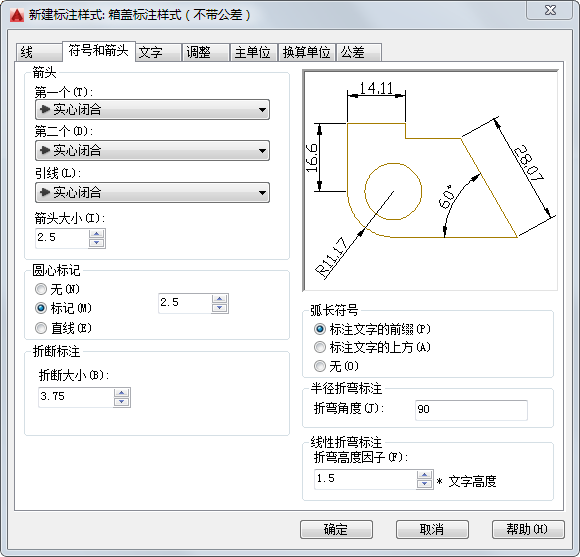 新建标注样式: 箱盖标注样式（不带公差）
线 符号和箭头 文字 调整 主单位 换算单位 公差
箭头
第一个(T):
实心闭合
第二个(D):
实心闭合
引线(L):
实心闭合
箭头大小(I):
2.5
圆心标记
无(N)
标记(M) 2.5
直线(E)
折断标注
折断大小(B):
3.75
14.11
16.6
28.07
60°
R11.17
弧长符号
标注文字的前缀(P)
标注文字的上方(A)
无(O)
半径折弯标注
折弯角度(J): 90
线性折弯标注
折弯高度因子(F):
1.5 * 文字高度
确定 取消 帮助(H)